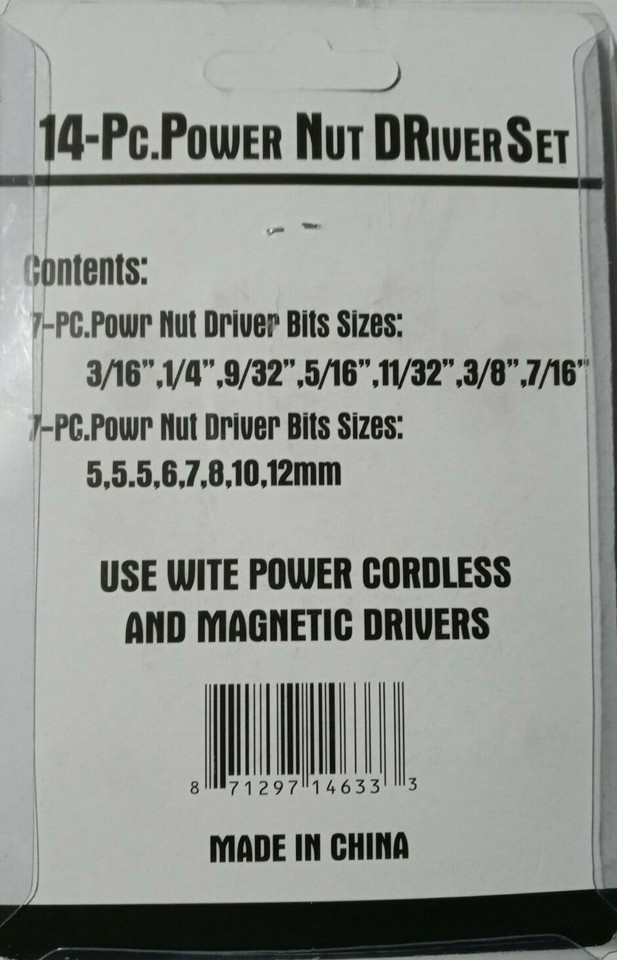 14-Pc.Power Nut DRiver Set
Contents:
7-PC.Powr Nut Driver Bits Sizes:
3/16”,1/4”,9/32”,5/16”,11/32”,3/8”,7/16”
7-PC.Powr Nut Driver Bits Sizes:
5,5.5,6,7,8,10,12mm
USE WITE POWER CORDLESS
AND MAGNETIC DRIVERS
8 71297 14633 3
MADE IN CHINA